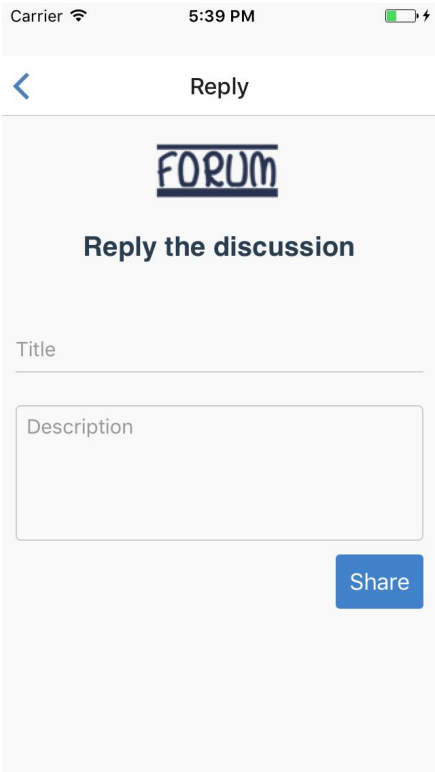 Carrier 5:39 PM
Reply
FORUM
Reply the discussion
Title
Description
Share